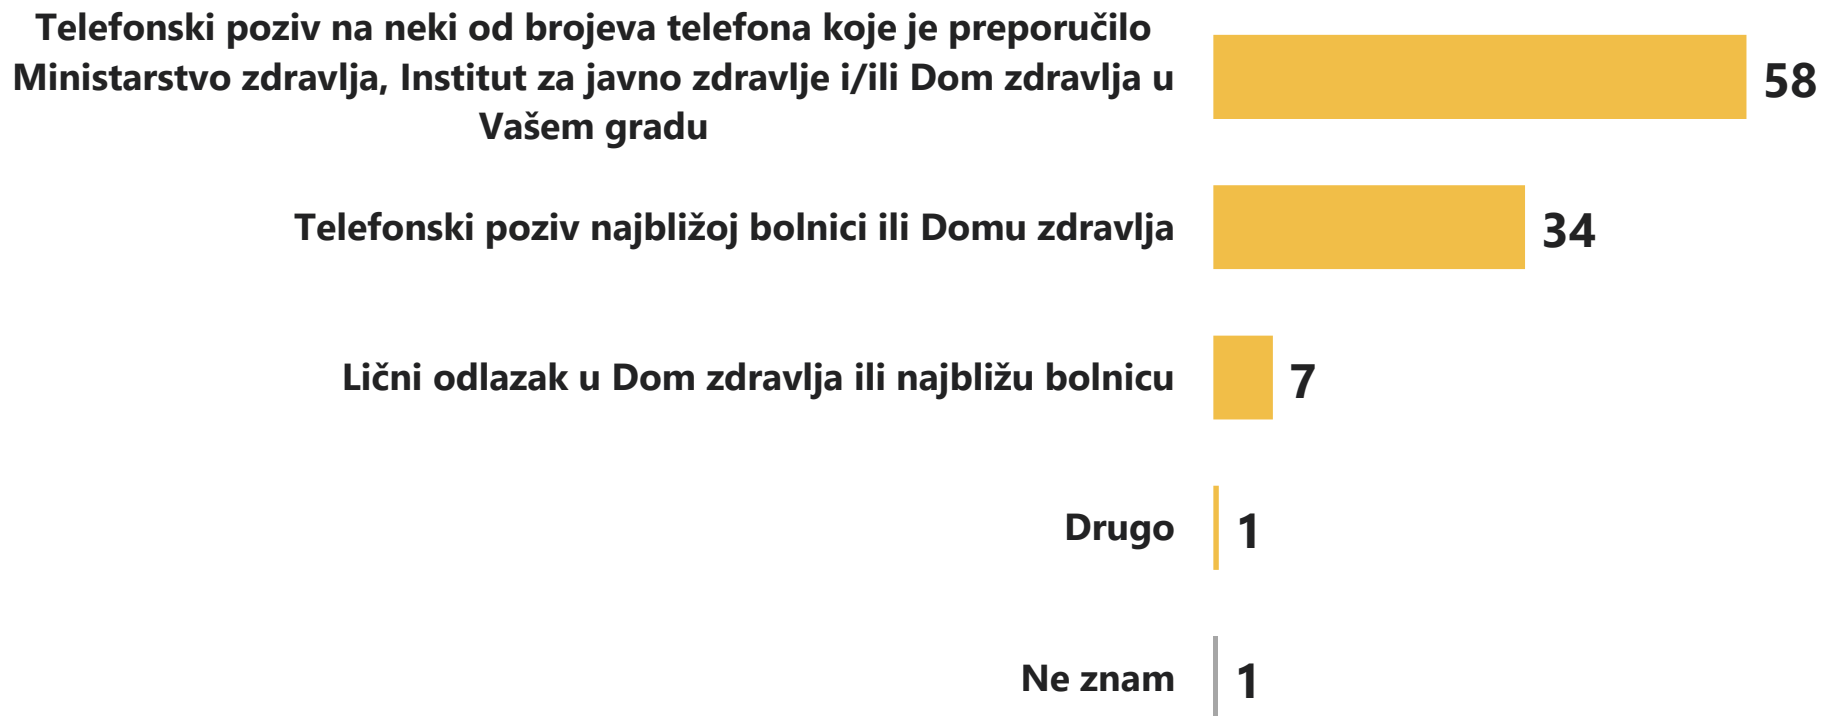 Telefonski poziv na neki od brojeva telefona koje je preporučilo
Ministarstvo zdravlja, Institut za javno zdravlje i/ili Dom zdravlja u
Vašem gradu
58
Telefonski poziv najbližoj bolnici ili Domu zdravlja
34
Lični odlazak u Dom zdravlja ili najbližu bolnicu
7
Drugo
1
Ne znam
1